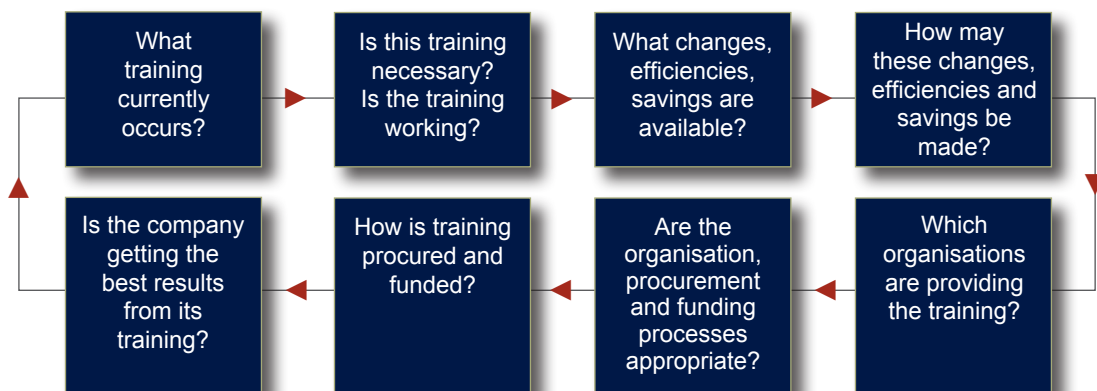 What
training
currently
occurs?
Is this training
necessary?
Is the training
working?
What changes,
efficiencies,
savings are
available?
How may
these changes,
efficiencies and
savings be
made?
Is the company
getting the
best results
from its
training?
How is training
procured and
funded?
Are the
organisation,
procurement
and funding
processes
appropriate?
Which
organisations
are providing
the training?